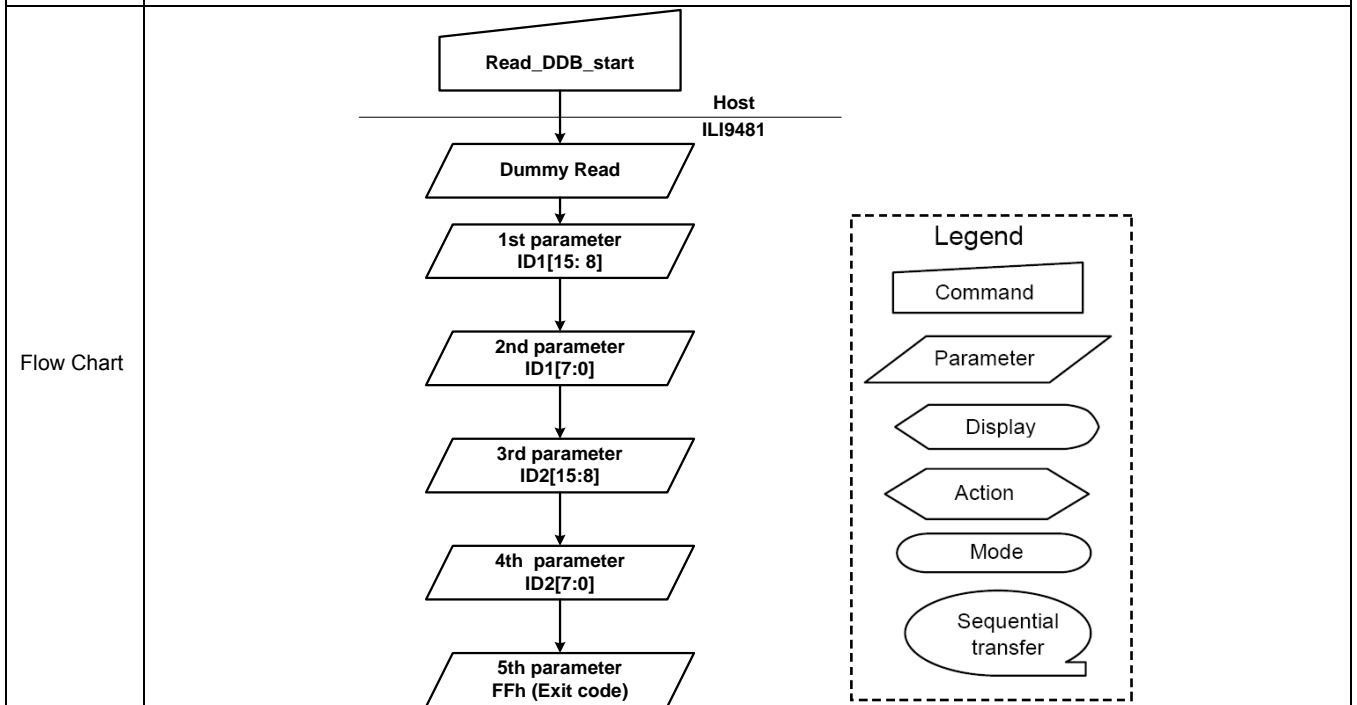 Flow Chart
Read_DDB_start
Host
ILI9481
Dummy Read
1st parameter
ID1[15: 8]
2nd parameter
ID1[7:0]
3rd parameter
ID2[15:8]
4th parameter
ID2[7:0]
5th parameter
FFh (Exit code)
Legend
Command
Parameter
Display
Action
Mode
Sequential
transfer